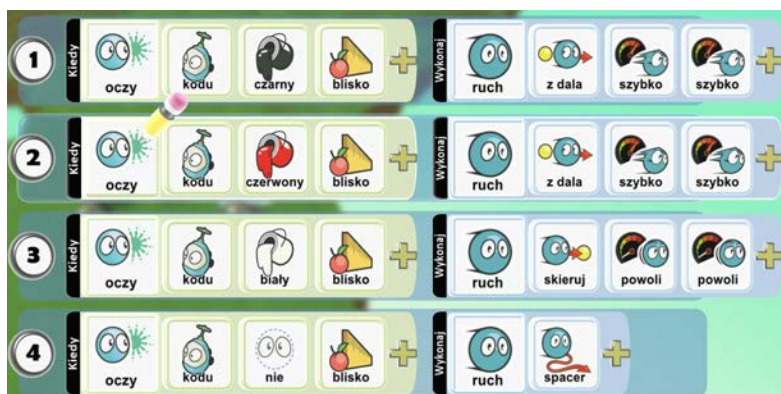 1 Kiedy oczy kodu czarny blisko Wykonaj ruch z dala szybko szybko
2 Kiedy oczy kodu czerwony blisko Wykonaj ruch z dala szybko szybko
3 Kiedy oczy kodu biały blisko Wykonaj ruch skieruj powoli powoli
4 Kiedy oczy kodu nie blisko Wykonaj ruch spacer